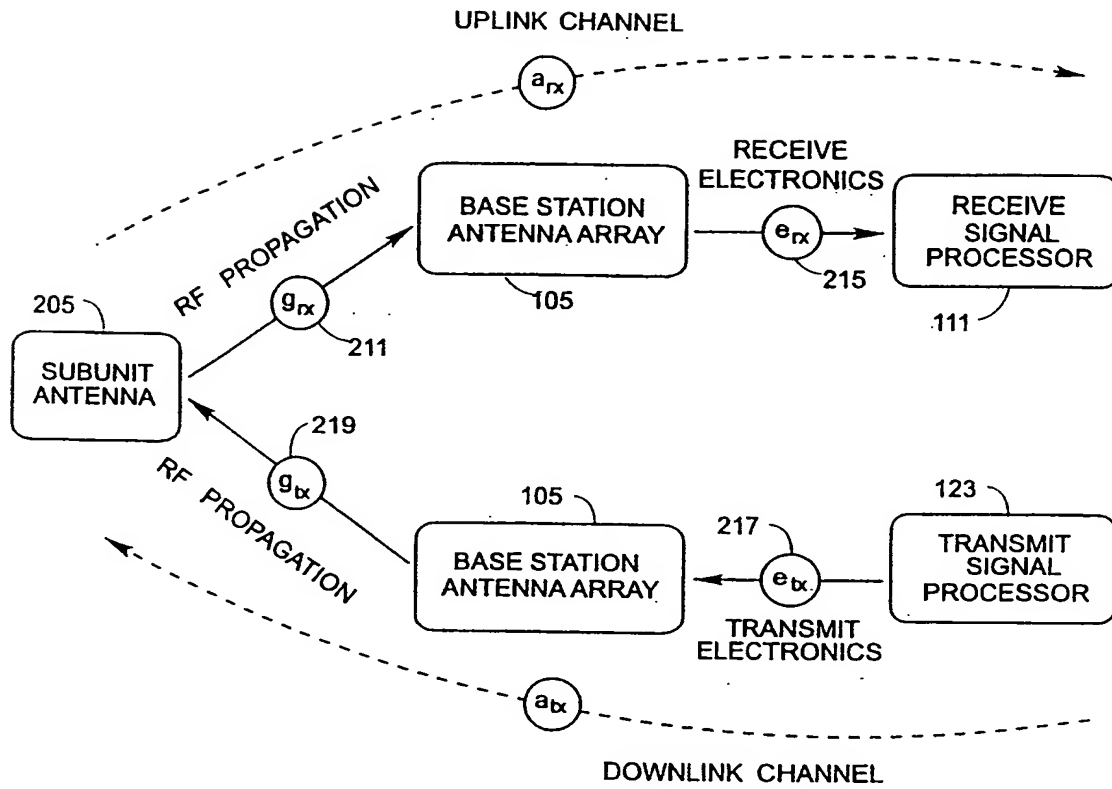 UPLINK CHANNEL
a_rx
RF PROPAGATION
BASE STATION
ANTENNA ARRAY
105
RECEIVE
ELECTRONICS
e_rx
215
RECEIVE
SIGNAL
PROCESSOR
111
g_rx
211
205
SUBUNIT
ANTENNA
219
g_tx
RF PROPAGATION
105
BASE STATION
ANTENNA ARRAY
217
e_tx
TRANSMIT
ELECTRONICS
123
TRANSMIT
SIGNAL
PROCESSOR
a_tx
DOWNLINK CHANNEL